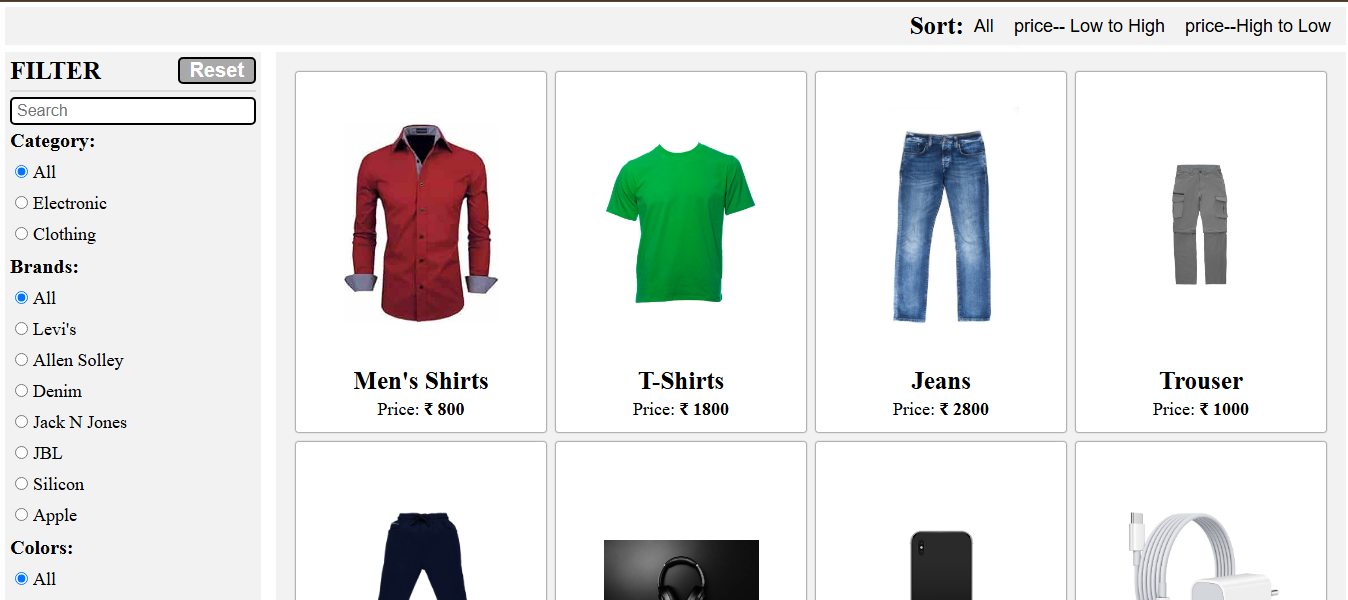 Sort: All price-- Low to High price--High to Low
FILTER Reset
Search
Category:
All
Electronic
Clothing
Brands:
All
Levi's
Allen Solley
Denim
Jack N Jones
JBL
Silicon
Apple
Colors:
All
Men's Shirts
Price: ₹ 800
T-Shirts
Price: ₹ 1800
Jeans
Price: ₹ 2800
Trouser
Price: ₹ 1000